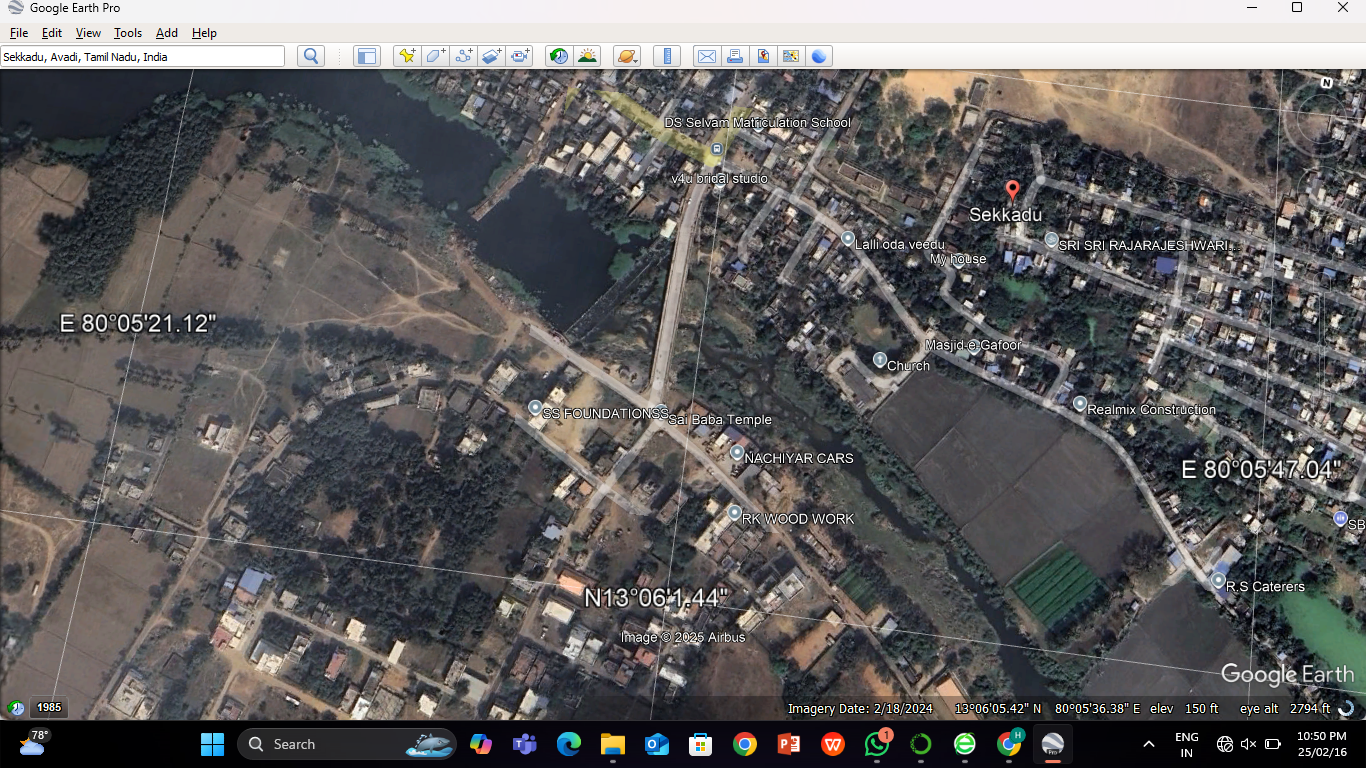 Google Earth Pro
File Edit View Tools Add Help
Sekkadu, Avadi, Tamil Nadu, India
N
DS Selvam Matriculation School
v4u bridal studio
Sekkadu
Lalli oda veedu
SRI SRI RAJARAJESHWARI...
My house
E 80°05'21.12"
Masjid-e-Gafoor
Church
SS FOUNDATIONSS
Sai Baba Temple
Realmix Construction
NACHIYAR CARS
E 80°05'47.04"
RK WOOD WORK
SB
R.S Caterers
N13°06'1.44"
Image © 2025 Airbus
Google Earth
1985
Imagery Date: 2/18/2024 13°06'05.42" N 80°05'36.38" E elev 150 ft eye alt 2794 ft
78°
Search
1
H
Pro
ENG
IN
10:50 PM
25/02/16